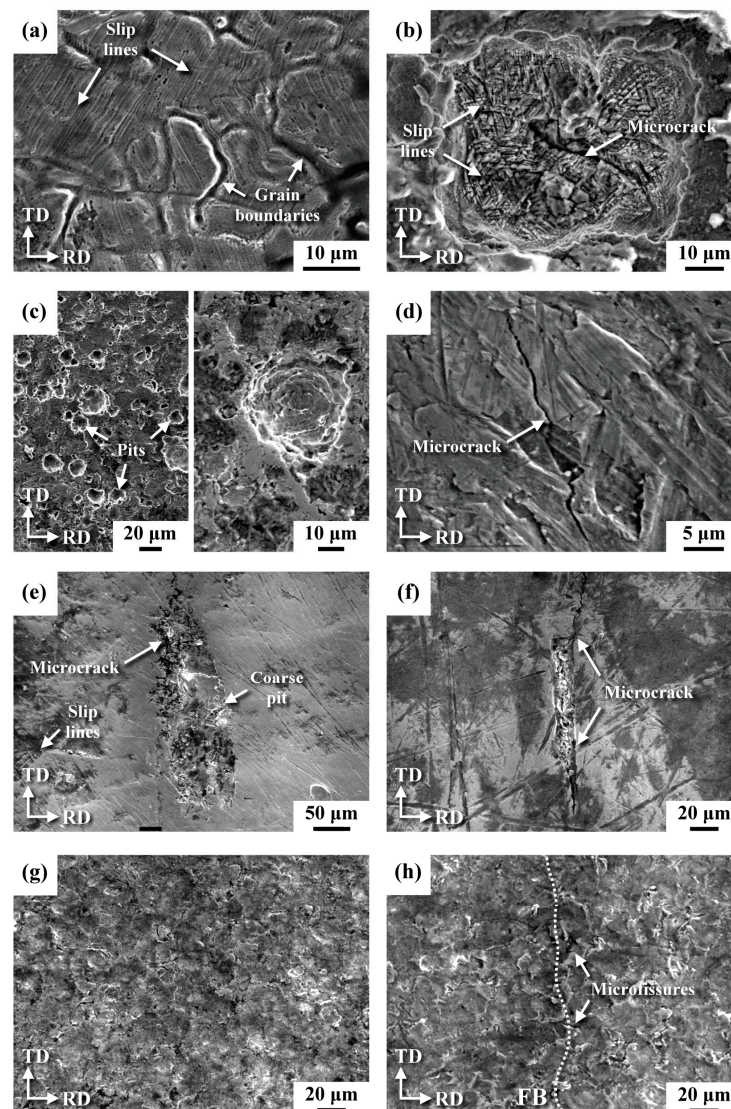 (a)
Slip
lines
Grain
boundaries
TD
RD
10 µm
(b)
Slip
lines
Microcrack
TD
RD
10 µm
(c)
Pits
TD
RD
20 µm
10 µm
(d)
Microcrack
TD
RD
5 µm
(e)
Microcrack
Coarse
pit
Slip
lines
TD
RD
50 µm
(f)
Microcrack
TD
RD
20 µm
(g)
TD
RD
20 µm
(h)
Microfissures
TD
RD
FB
20 µm